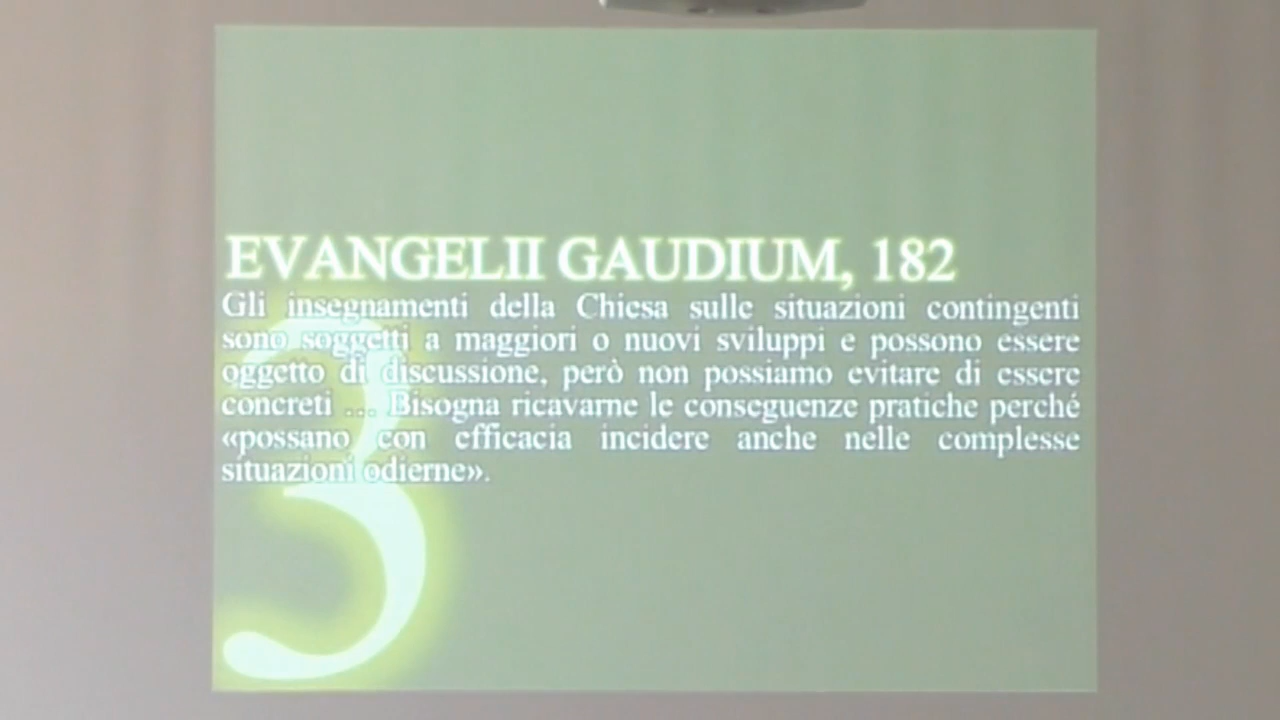 EVANGELII GAUDIUM, 182
Gli insegnamenti della Chiesa sulle situazioni contingenti
sono soggetti a maggiori o nuovi sviluppi e possono essere
oggetto di discussione, però non possiamo evitare di essere
concreti ... Bisogna ricavarne le conseguenze pratiche perché
«possano con efficacia incidere anche nelle complesse
situazioni odierne».
3